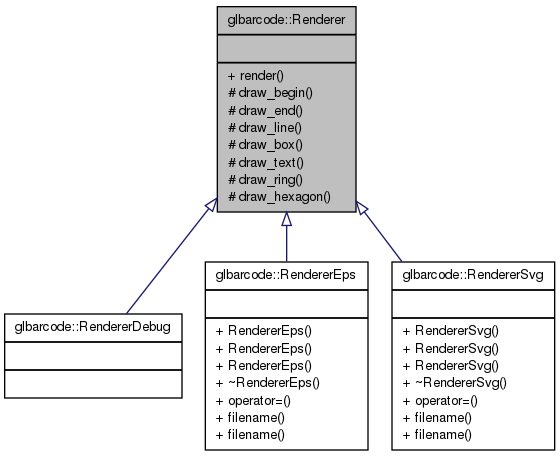 glbarcode::Renderer
+ render()
# draw_begin()
# draw_end()
# draw_line()
# draw_box()
# draw_text()
# draw_ring()
# draw_hexagon()
glbarcode::RendererDebug
glbarcode::RendererEps
+ RendererEps()
+ RendererEps()
+ RendererEps()
+ ~RendererEps()
+ operator=()
+ filename()
+ filename()
glbarcode::RendererSvg
+ RendererSvg()
+ RendererSvg()
+ RendererSvg()
+ ~RendererSvg()
+ operator=()
+ filename()
+ filename()